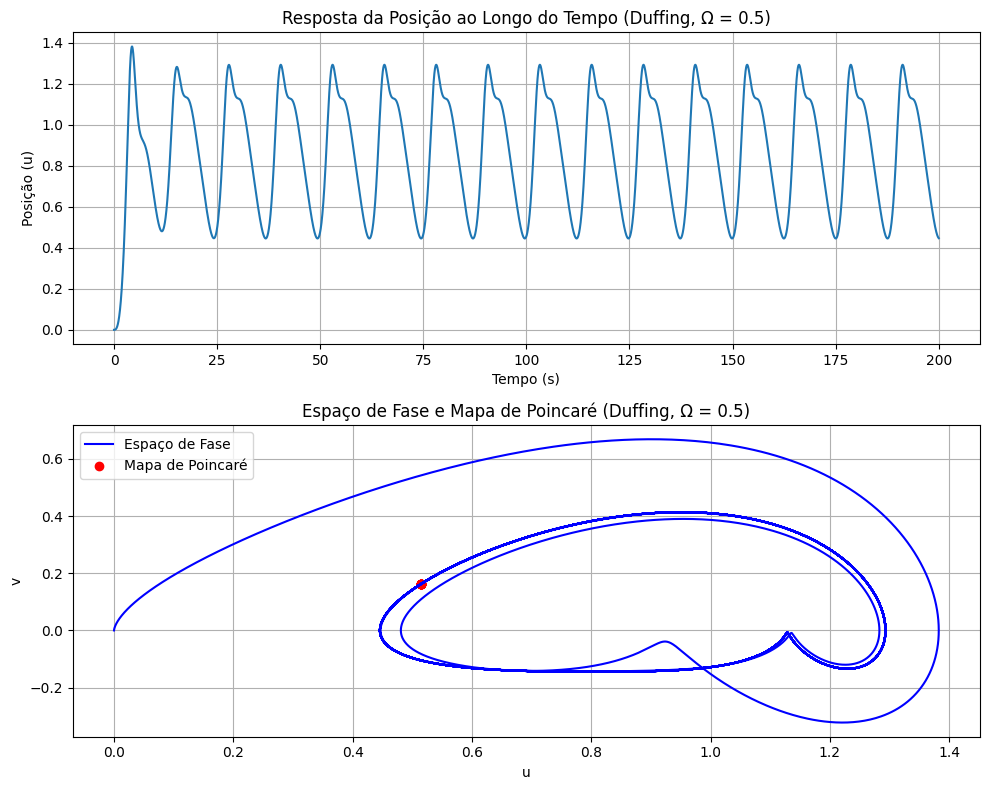 Resposta da Posição ao Longo do Tempo (Duffing, Ω = 0.5)
1.4
1.2
1.0
0.8
0.6
0.4
0.2
0.0
Posição (u)
0 25 50 75 100 125 150 175 200
Tempo (s)
Espaço de Fase e Mapa de Poincaré (Duffing, Ω = 0.5)
Espaço de Fase
Mapa de Poincaré
0.6
0.4
0.2
0.0
−0.2
v
0.0 0.2 0.4 0.6 0.8 1.0 1.2 1.4
u